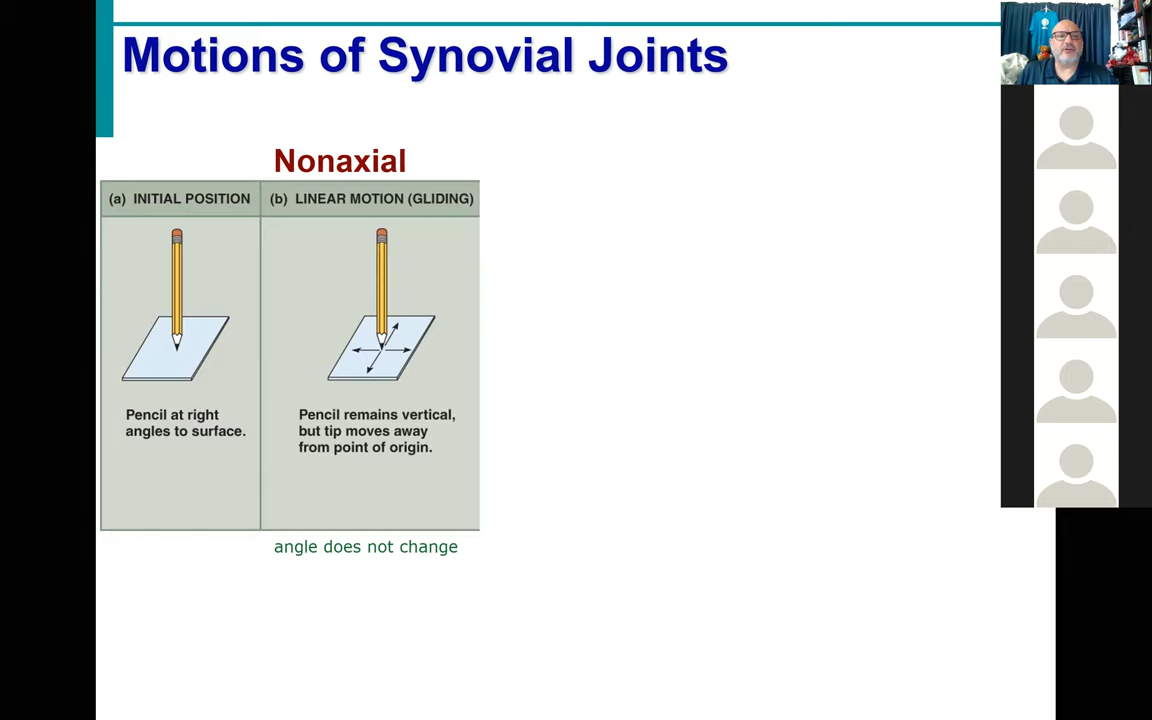 Motions of Synovial Joints
Nonaxial
(a) INITIAL POSITION
(b) LINEAR MOTION (GLIDING)
Pencil at right
angles to surface.
Pencil remains vertical,
but tip moves away
from point of origin.
angle does not change